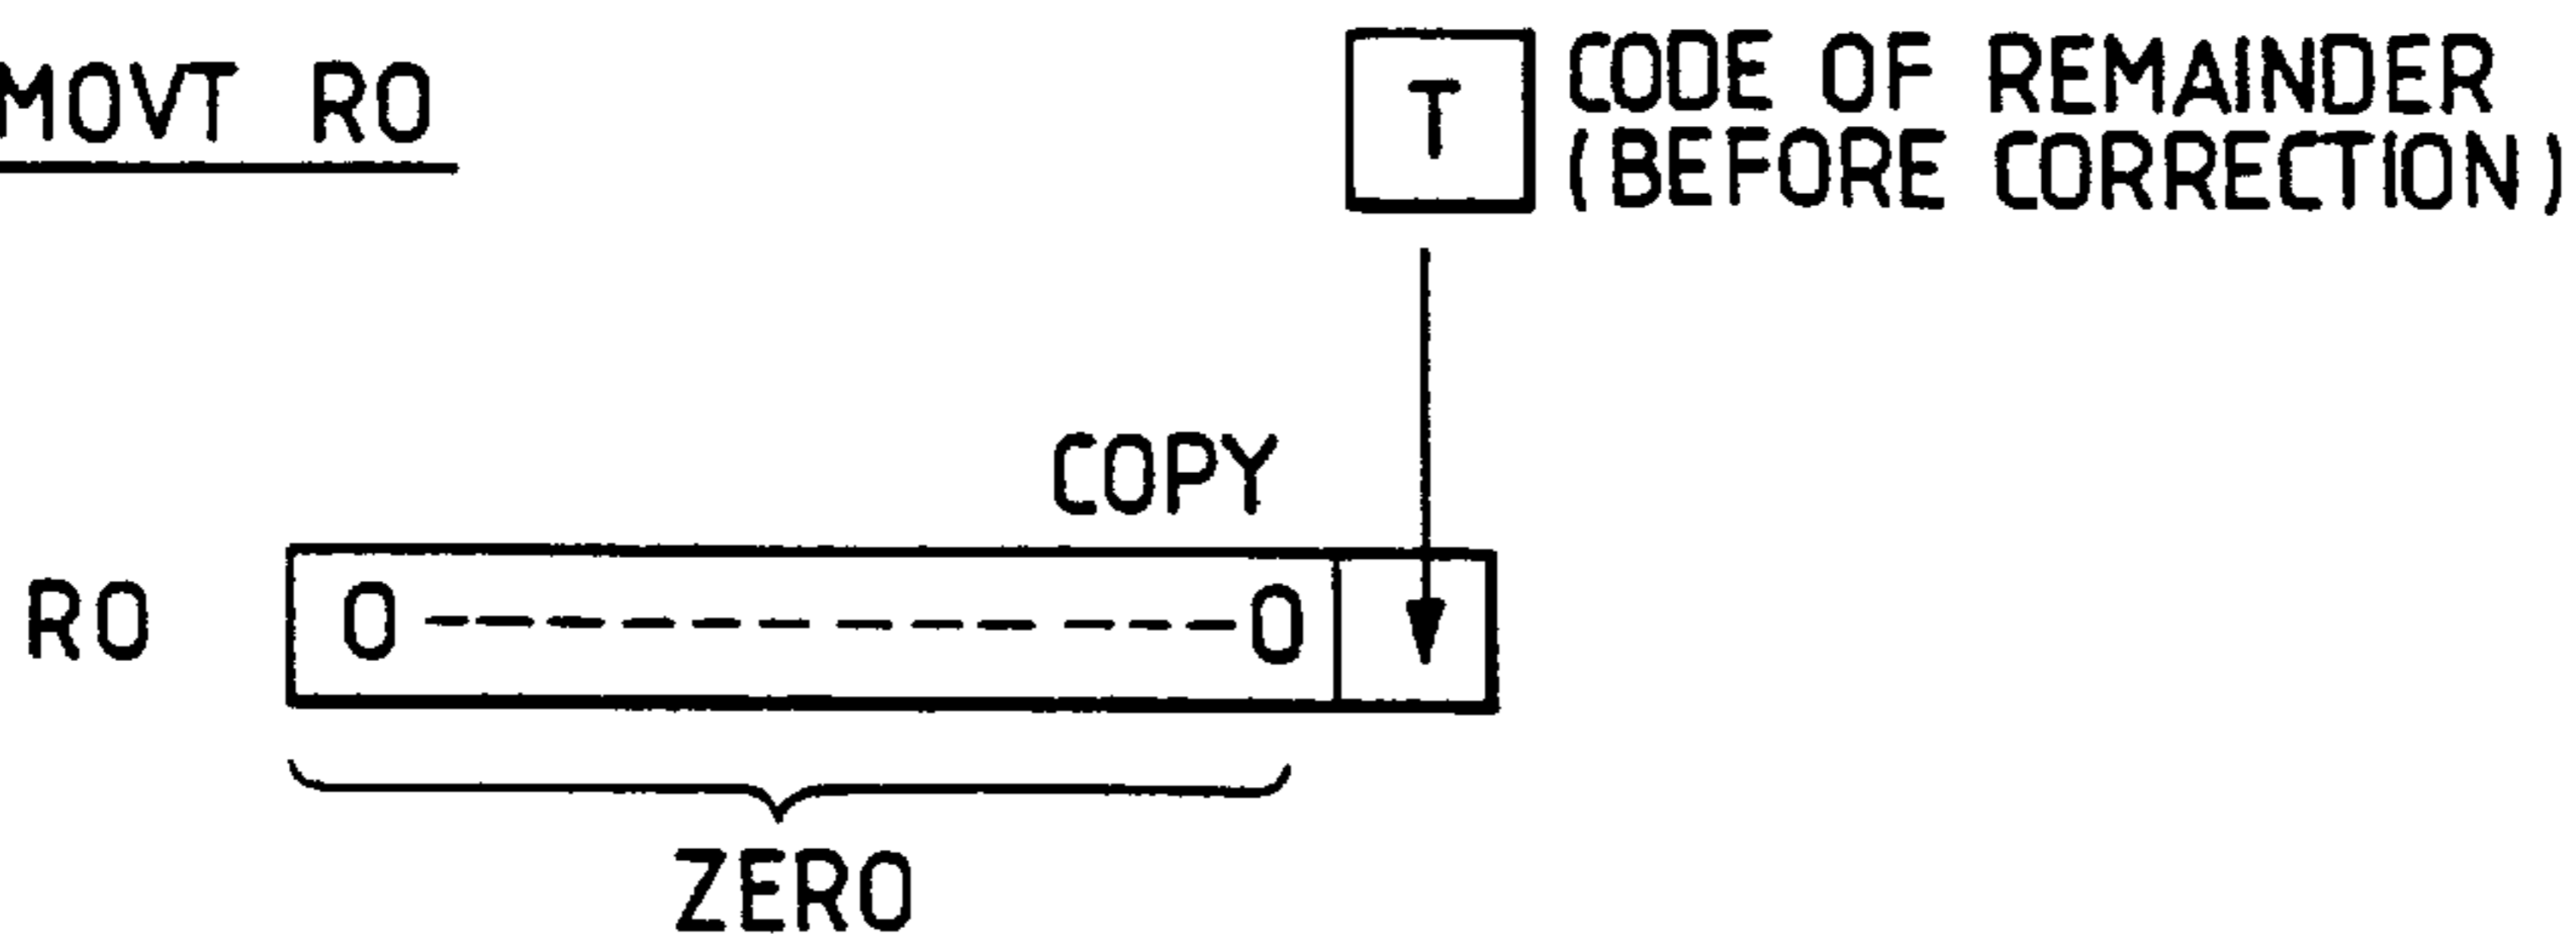 MOVT R0
T
CODE OF REMAINDER
(BEFORE CORRECTION)
COPY
R0
0 ------------ 0
ZERO